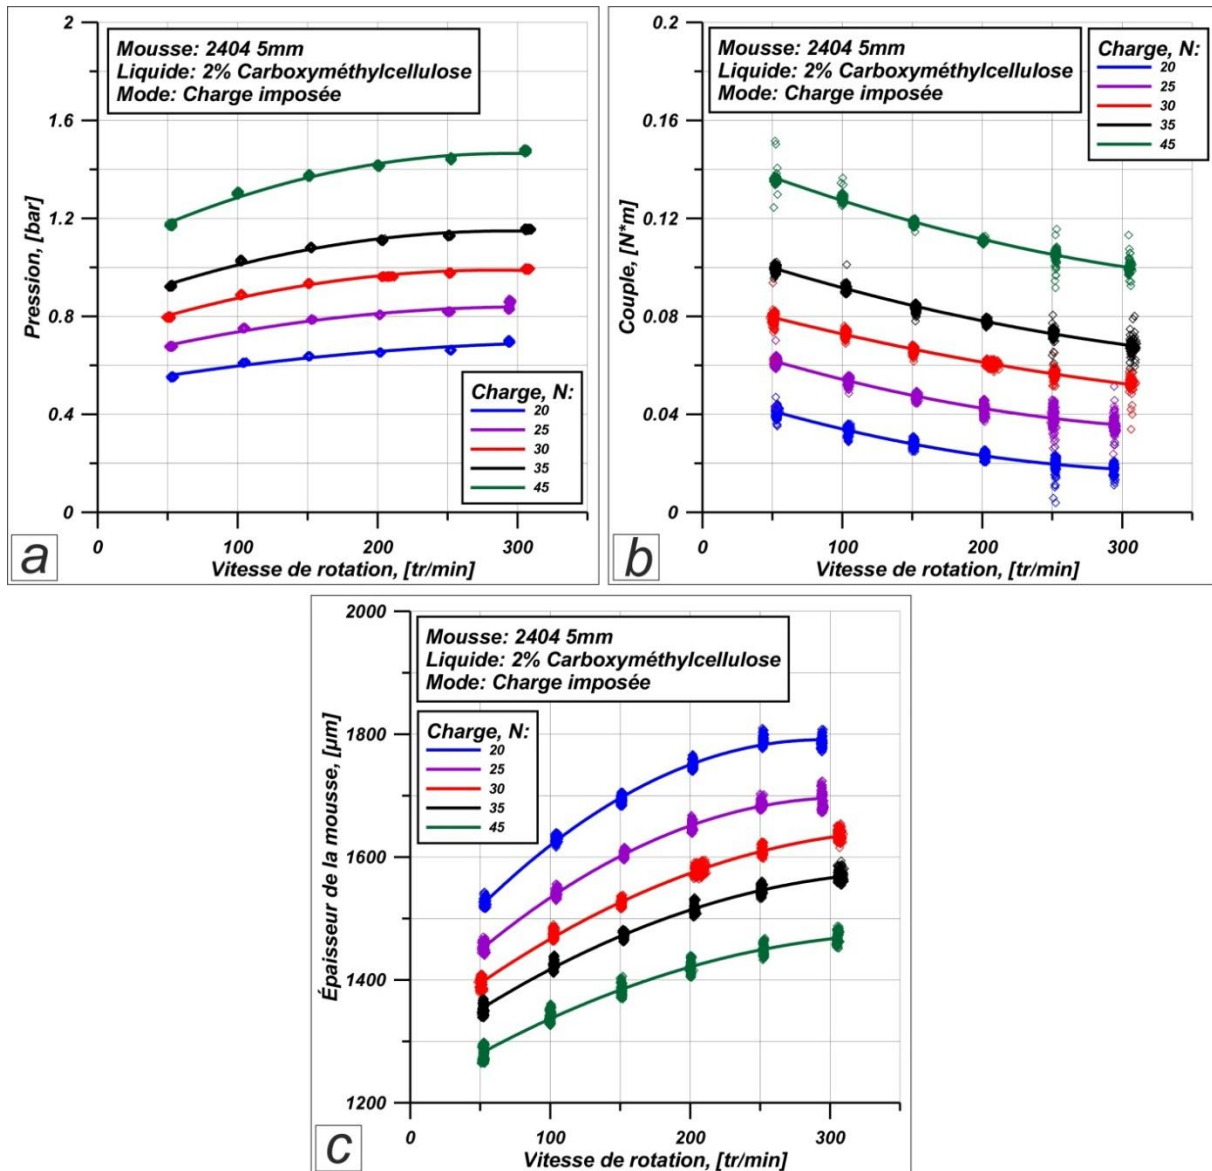 2
1.6
1.2
0.8
0.4
0
Pression, [bar]
Mousse: 2404 5mm
Liquide: 2% Carboxyméthylcellulose
Mode: Charge imposée
Charge, N:
20
25
30
35
45
0 100 200 300
Vitesse de rotation, [tr/min]
a
0.2
0.16
0.12
0.08
0.04
0
Couple, [N*m]
Mousse: 2404 5mm
Liquide: 2% Carboxyméthylcellulose
Mode: Charge imposée
Charge, N:
20
25
30
35
45
0 100 200 300
Vitesse de rotation, [tr/min]
b
2000
1800
1600
1400
1200
Épaisseur de la mousse, [µm]
Mousse: 2404 5mm
Liquide: 2% Carboxyméthylcellulose
Mode: Charge imposée
Charge, N:
20
25
30
35
45
0 100 200 300
Vitesse de rotation, [tr/min]
c